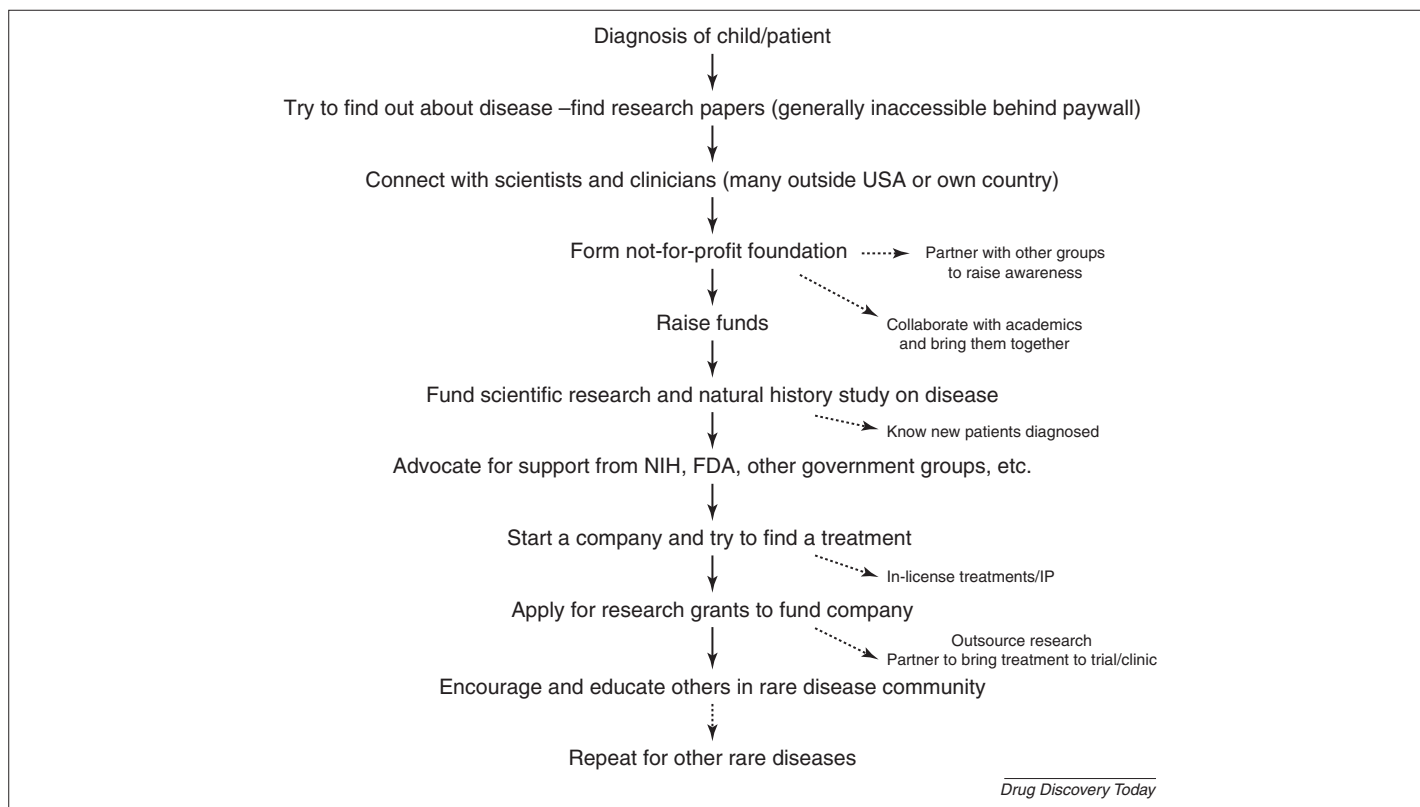 Diagnosis of child/patient
Try to find out about disease –find research papers (generally inaccessible behind paywall)
Connect with scientists and clinicians (many outside USA or own country)
Form not-for-profit foundation
Partner with other groups
to raise awareness
Raise funds
Collaborate with academics
and bring them together
Fund scientific research and natural history study on disease
Know new patients diagnosed
Advocate for support from NIH, FDA, other government groups, etc.
Start a company and try to find a treatment
In-license treatments/IP
Apply for research grants to fund company
Outsource research
Partner to bring treatment to trial/clinic
Encourage and educate others in rare disease community
Repeat for other rare diseases
Drug Discovery Today